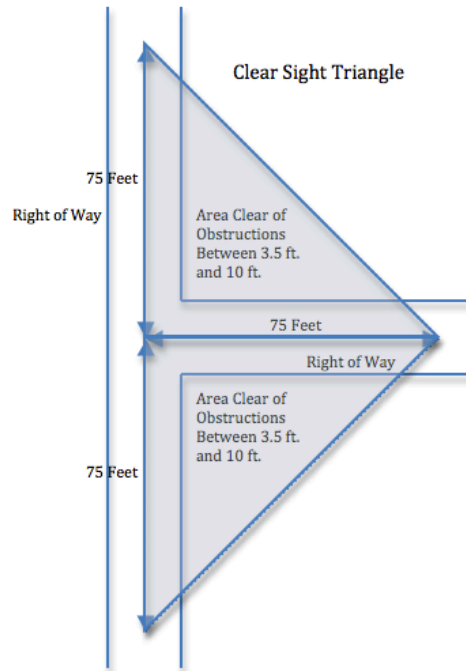 Clear Sight Triangle
75 Feet
Right of Way
Area Clear of
Obstructions
Between 3.5 ft.
and 10 ft.
75 Feet
Right of Way
Area Clear of
Obstructions
Between 3.5 ft.
and 10 ft.
75 Feet